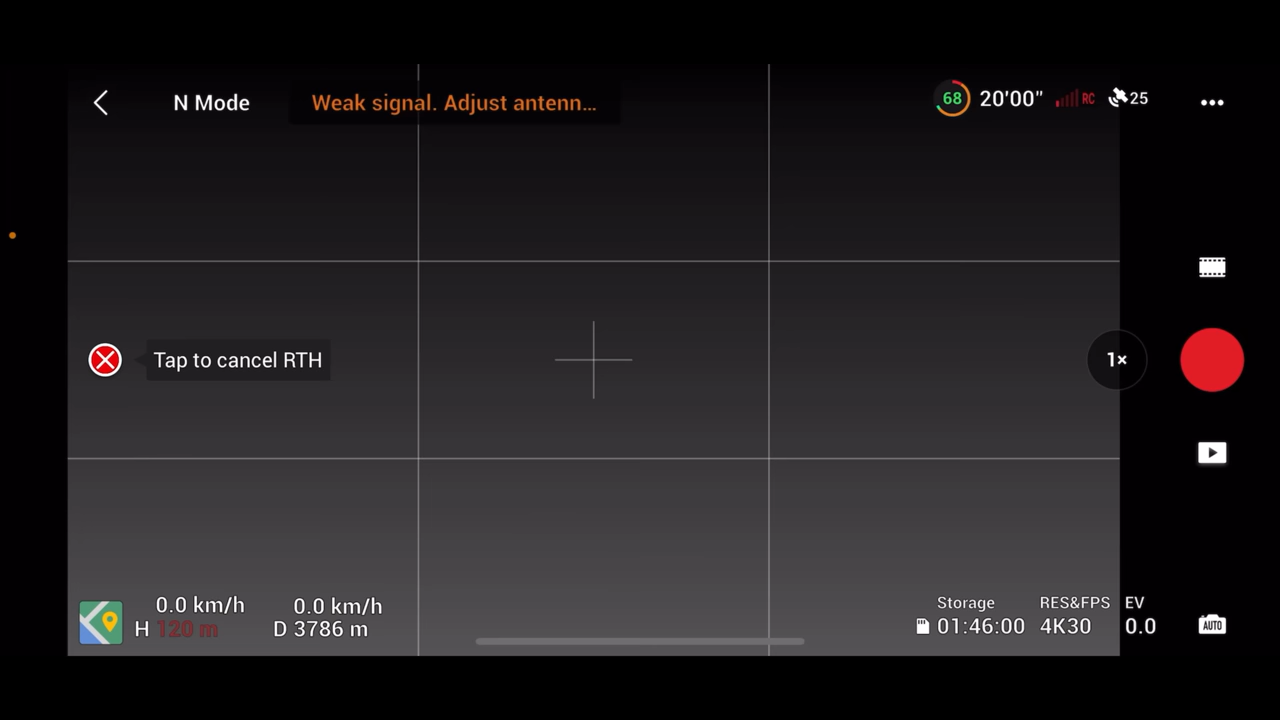 N Mode
Weak signal. Adjust antenn...
68
20'00"
RC
25
Tap to cancel RTH
1×
0.0 km/h
0.0 km/h
H 120 m
D 3786 m
Storage
RES&FPS
EV
01:46:00
4K30
0.0
AUTO